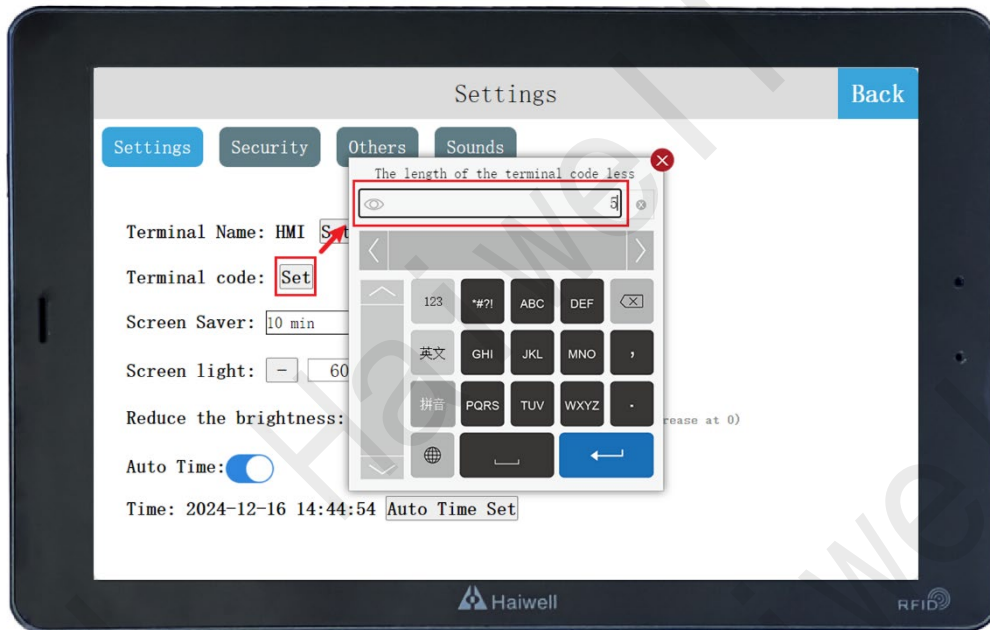 Settings
Back
Settings
Security
Others
Sounds
The length of the terminal code less
5
Terminal Name: HMI
Terminal code: Set
Screen Saver: 10 min
Screen light: - 60
Reduce the brightness:
rease at 0)
Auto Time:
Time: 2024-12-16 14:44:54 Auto Time Set
123 *#?! ABC DEF
英文 GHI JKL MNO ,
拼音 PQRS TUV WXYZ .
Haiwell
RFID
Haiwell